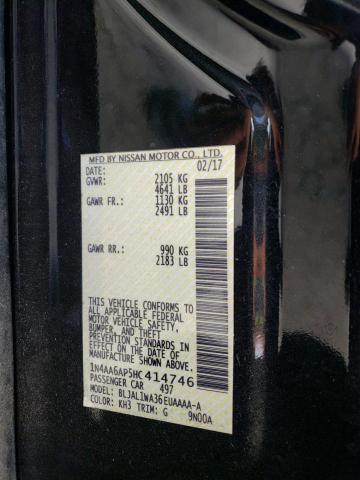 MFD BY NISSAN MOTOR CO., LTD.
DATE: 02/17
GVWR: 2105 KG
4641 LB
GAWR FR.: 1130 KG
2491 LB
GAWR RR.: 990 KG
2183 LB
THIS VEHICLE CONFORMS TO
ALL APPLICABLE FEDERAL
MOTOR VEHICLE SAFETY,
BUMPER, AND THEFT
PREVENTION STANDARDS IN
EFFECT ON THE DATE OF
MANUFACTURE SHOWN ABOVE.
1N4AA6AP5HC414746
PASSENGER CAR 497
MODEL: BLJAL1WA36EUAAAA-A
COLOR: KH3 TRIM: G 9N00A